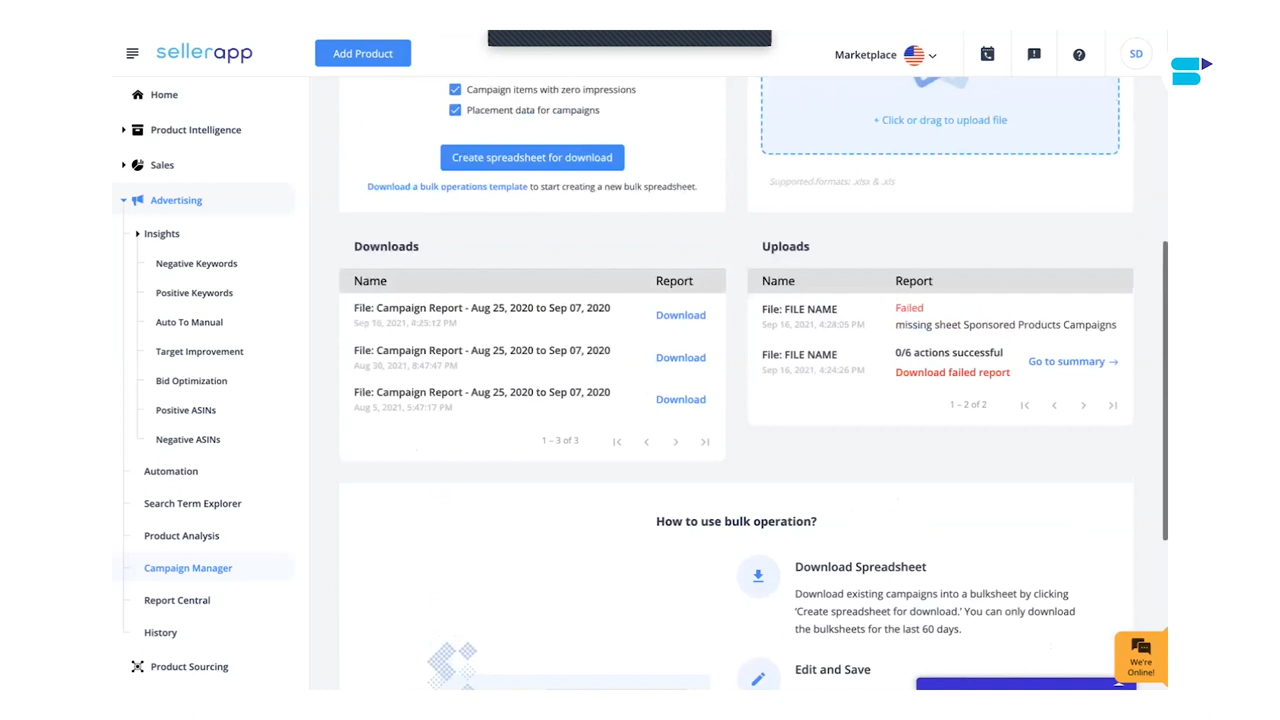 sellerapp
Add Product
Marketplace
SD
Home
Product Intelligence
Sales
Advertising
Insights
Negative Keywords
Positive Keywords
Auto To Manual
Target Improvement
Bid Optimization
Positive ASINs
Negative ASINs
Automation
Search Term Explorer
Product Analysis
Campaign Manager
Report Central
History
Product Sourcing
Campaign items with zero impressions
Placement data for campaigns
Create spreadsheet for download
Download a bulk operations template to start creating a new bulk spreadsheet.
+ Click or drag to upload file
Supported formats: .xlsx & .xls
Downloads
Name Report
File: Campaign Report - Aug 25, 2020 to Sep 07, 2020
Sep 16, 2021, 4:25:12 PM
Download
File: Campaign Report - Aug 25, 2020 to Sep 07, 2020
Aug 30, 2021, 8:47:47 PM
Download
File: Campaign Report - Aug 25, 2020 to Sep 07, 2020
Aug 5, 2021, 5:47:17 PM
Download
1 – 3 of 3
Uploads
Name Report
File: FILE NAME
Sep 16, 2021, 4:28:05 PM
Failed
missing sheet Sponsored Products Campaigns
File: FILE NAME
Sep 16, 2021, 4:24:26 PM
0/6 actions successful
Download failed report
Go to summary →
1 – 2 of 2
How to use bulk operation?
Download Spreadsheet
Download existing campaigns into a bulksheet by clicking
‘Create spreadsheet for download.’ You can only download
the bulksheets for the last 60 days.
Edit and Save
We're
Online!